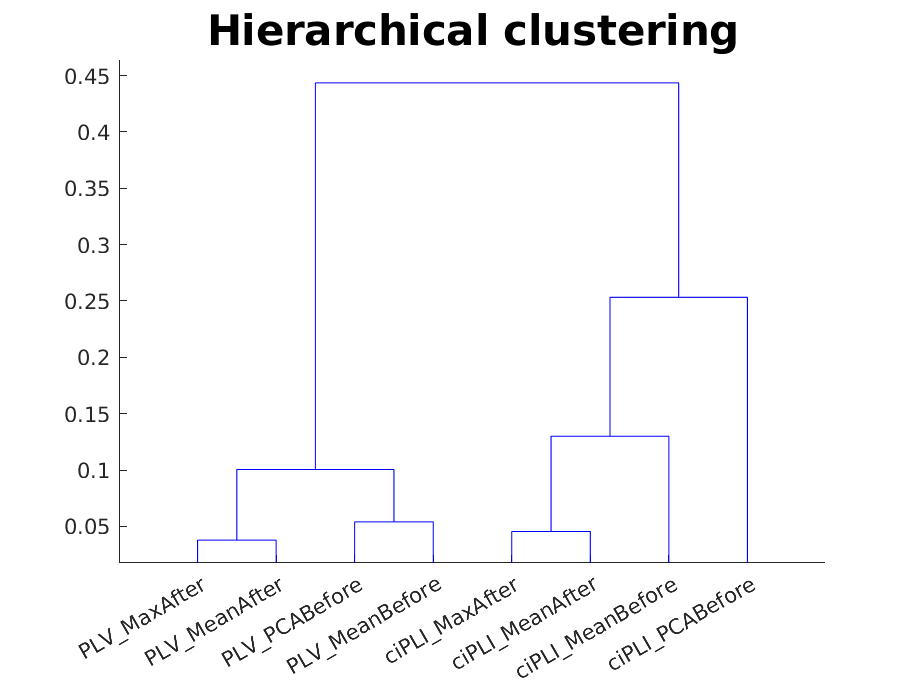 Hierarchical clustering
0.45
0.4
0.35
0.3
0.25
0.2
0.15
0.1
0.05
PLV_MaxAfter
PLV_MeanAfter
PLV_PCABefore
PLV_MeanBefore
ciPLI_MaxAfter
ciPLI_MeanAfter
ciPLI_MeanBefore
ciPLI_PCABefore